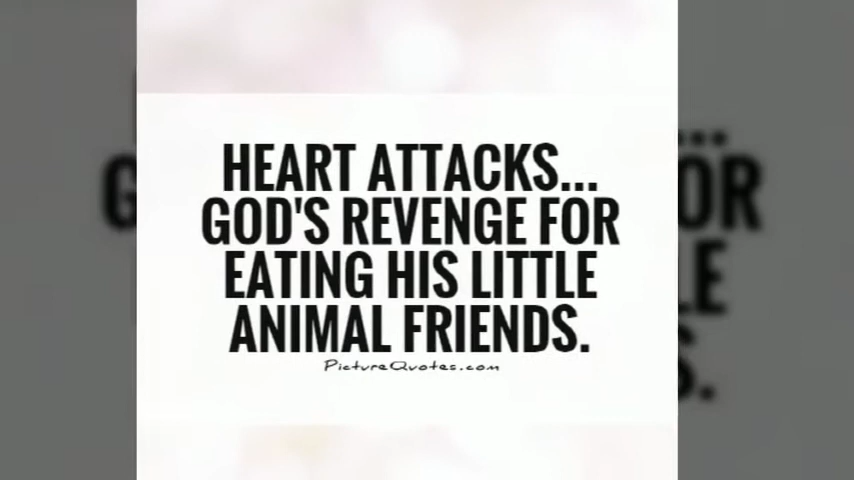 HEART ATTACKS...
GOD'S REVENGE FOR
EATING HIS LITTLE
ANIMAL FRIENDS.
PictureQuotes.com